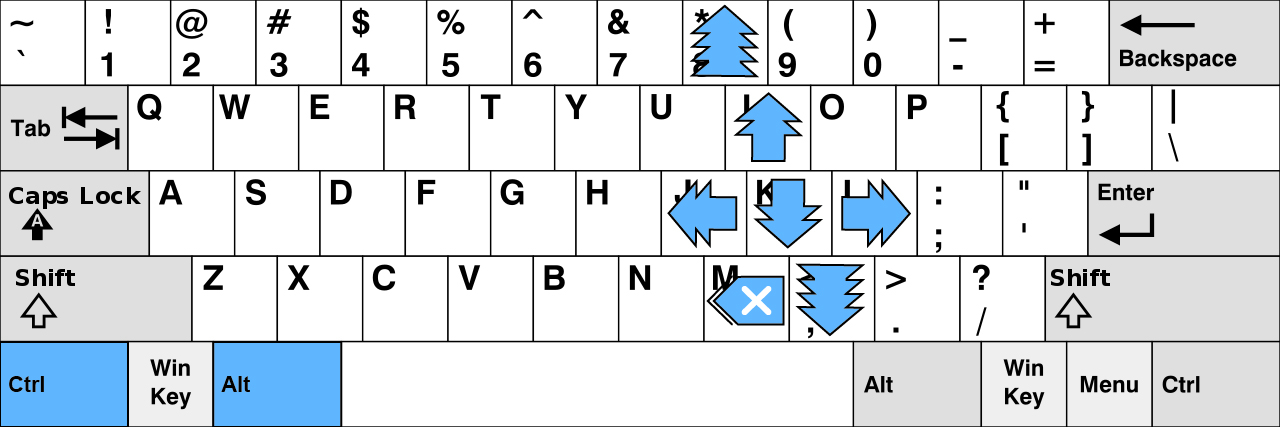 ~ ! @ # $ % ^ & * ( ) _ +
` 1 2 3 4 5 6 7 9 0 - =
Backspace
Tab Q W E R T Y U O P { } |
[ ] \
Caps Lock A S D F G H J K L : " Enter
A ; '
Shift Z X C V B N M > ? Shift
, . /
Ctrl Win Key Alt Alt Win Key Menu Ctrl